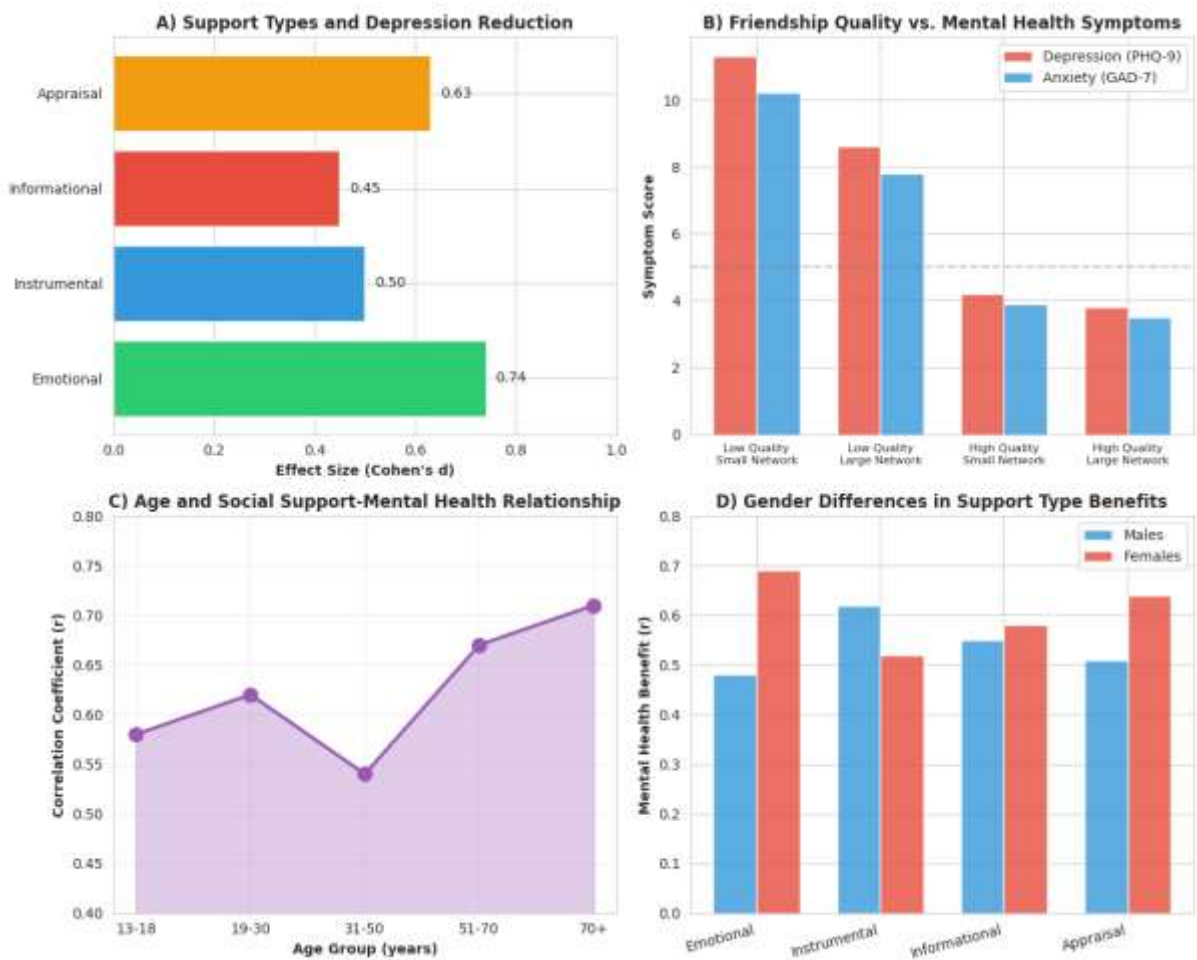 A) Support Types and Depression Reduction
Appraisal
0.63
Informational
0.45
Instrumental
0.50
Emotional
0.74
0.0 0.2 0.4 0.6 0.8 1.0
Effect Size (Cohen's d)
B) Friendship Quality vs. Mental Health Symptoms
Depression (PHQ-9)
Anxiety (GAD-7)
Symptom Score
10
8
6
4
2
0
Low Quality
Small Network
Low Quality
Large Network
High Quality
Small Network
High Quality
Large Network
C) Age and Social Support-Mental Health Relationship
Correlation Coefficient (r)
0.80
0.75
0.70
0.65
0.60
0.55
0.50
0.45
0.40
13-18 19-30 31-50 51-70 70+
Age Group (years)
D) Gender Differences in Support Type Benefits
Males
Females
Mental Health Benefit (r)
0.8
0.7
0.6
0.5
0.4
0.3
0.2
0.1
0.0
Emotional Instrumental Informational Appraisal